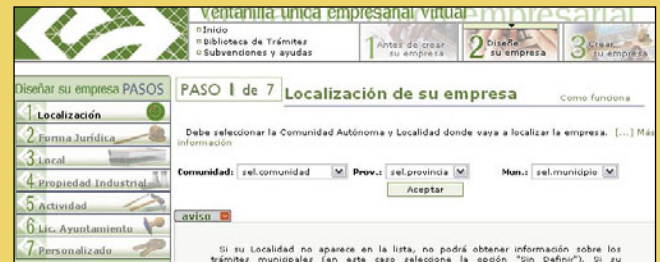 Ventanilla única empresarial virtual
Inicio
Biblioteca de Trámites
Subvenciones y ayudas
1 Antes de crear su empresa
2 Diseñe su empresa
3 Crear su empresa
Diseñar su empresa PASOS
1 Localización
2 Forma Jurídica
3 Local
4 Propiedad Industrial
5 Actividad
6 Lic. Ayuntamiento
7 Personalizado
PASO 1 de 7 Localización de su empresa
Como funciona
Debe seleccionar la Comunidad Autónoma y Localidad donde vaya a localizar la empresa. [...] Más
información
Comunidad: sel.comunidad Prov.: sel.provincia Mun.: sel.municipio
Aceptar
aviso
Si su Localidad no aparece en la lista, no podrá obtener información sobre los
trámites municipales (en este caso seleccione la opción "Sin Definir"). Si su